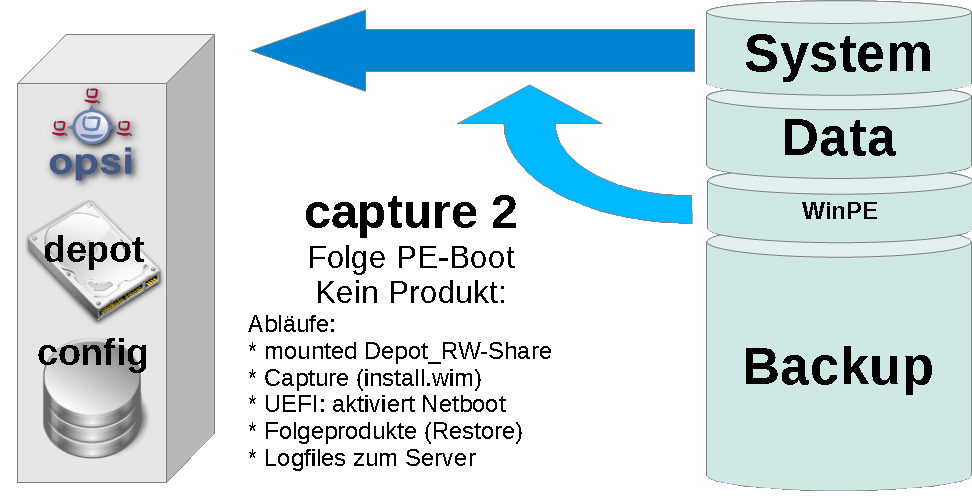 opsi
depot
config
capture 2
Folge PE-Boot
Kein Produkt:
Abläufe:
* mounted Depot_RW-Share
* Capture (install.wim)
* UEFI: aktiviert Netboot
* Folgeprodukte (Restore)
* Logfiles zum Server
System
Data
WinPE
Backup